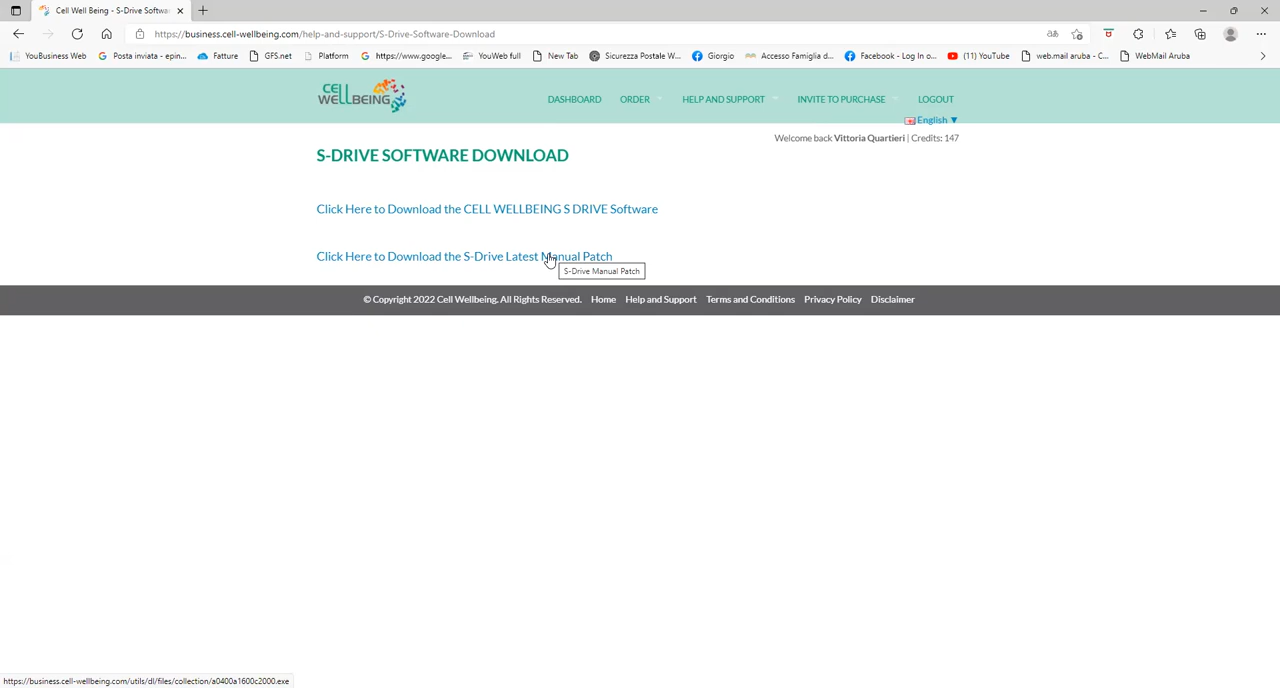 Cell Well Being - S-Drive Softwa
https://business.cell-wellbeing.com/help-and-support/S-Drive-Software-Download
YouBusiness Web
Posta inviata - epin...
Fatture
GFS.net
Platform
https://www.google...
YouWeb full
New Tab
Sicurezza Postale W...
Giorgio
Accesso Famiglia d...
Facebook - Log In o...
(11) YouTube
web.mail aruba - C...
WebMail Aruba
CELL
WELLBEING
DASHBOARD
ORDER
HELP AND SUPPORT
INVITE TO PURCHASE
LOGOUT
English ▼
Welcome back Vittoria Quartieri | Credits: 147
S-DRIVE SOFTWARE DOWNLOAD
Click Here to Download the CELL WELLBEING S DRIVE Software
Click Here to Download the S-Drive Latest Manual Patch
S-Drive Manual Patch
© Copyright 2022 Cell Wellbeing. All Rights Reserved. Home Help and Support Terms and Conditions Privacy Policy Disclaimer
https://business.cell-wellbeing.com/utils/dl/files/collection/a0400a1600c2000.exe